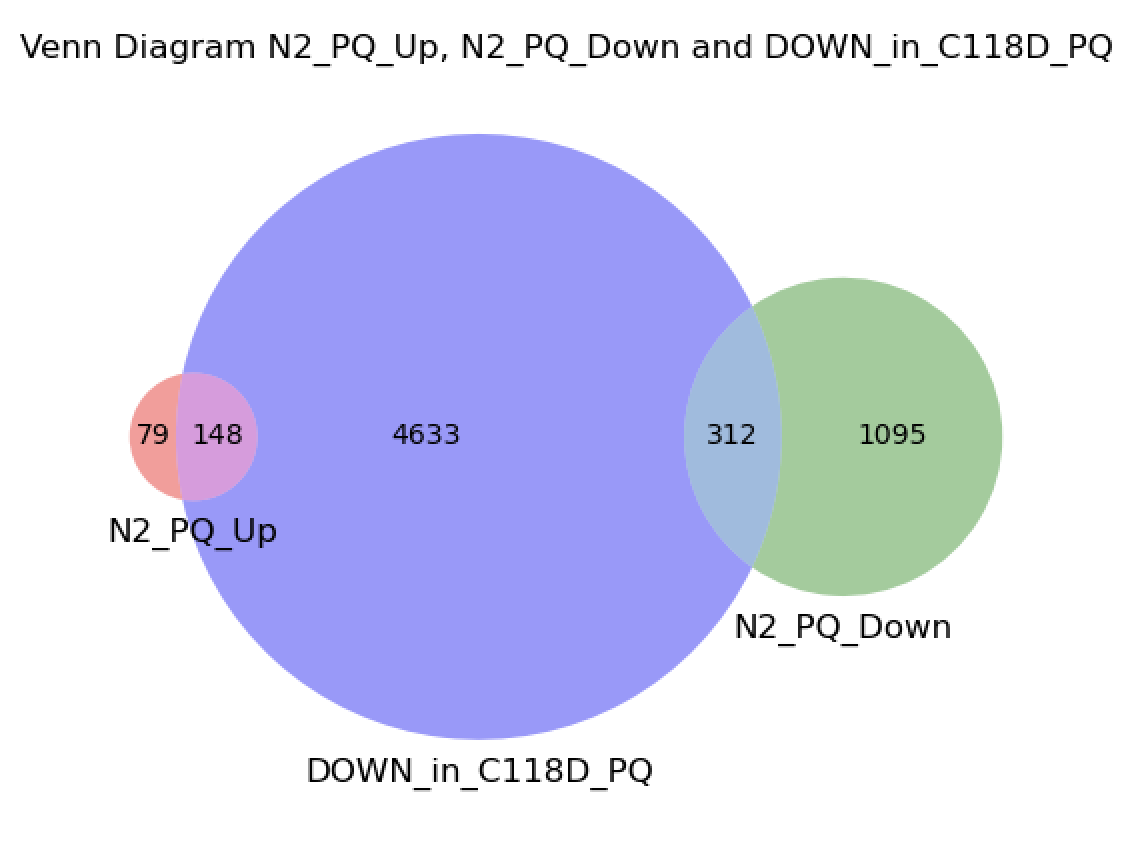 Venn Diagram N2_PQ_Up, N2_PQ_Down and DOWN_in_C118D_PQ
79 148 4633 312 1095
N2_PQ_Up
N2_PQ_Down
DOWN_in_C118D_PQ